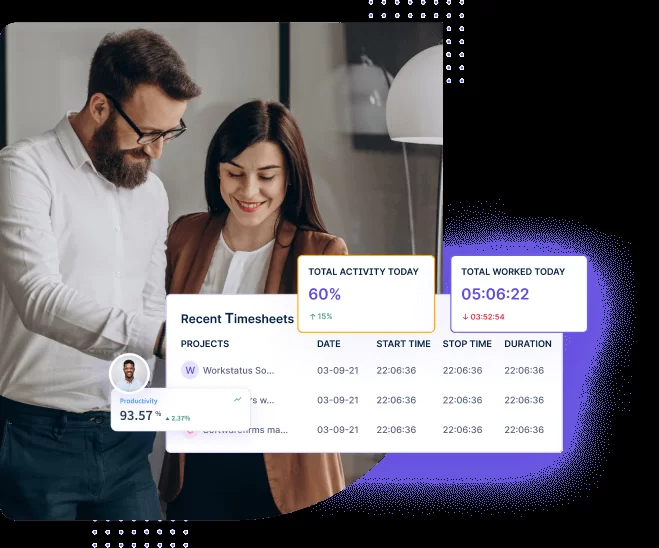 TOTAL ACTIVITY TODAY
60%
↑ 15%
TOTAL WORKED TODAY
05:06:22
↓ 03:52:54
Recent Timesheets
PROJECTS DATE START TIME STOP TIME DURATION
W Workstatus So... 03-09-21 22:06:36 22:06:36 22:06:36
03-09-21 22:06:36 22:06:36 22:06:36
ma... 03-09-21 22:06:36 22:06:36 22:06:36
Productivity
93.57 % ▲ 2.37%